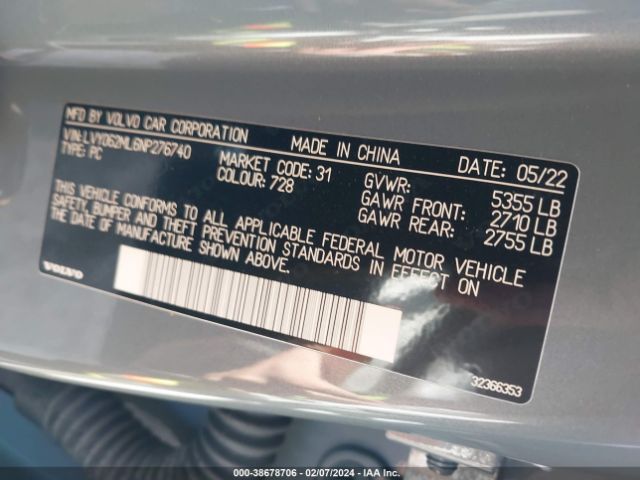 MFD BY VOLVO CAR CORPORATION
VIN: LVY062ML6NP276740 MADE IN CHINA DATE: 05/22
TYPE: PC MARKET CODE: 31 GVWR: 5355 LB
COLOUR: 728 GAWR FRONT: 2710 LB
GAWR REAR: 2755 LB
THIS VEHICLE CONFORMS TO ALL APPLICABLE FEDERAL MOTOR VEHICLE
SAFETY, BUMPER AND THEFT PREVENTION STANDARDS IN EFFECT ON
THE DATE OF MANUFACTURE SHOWN ABOVE.
VOLVO
32366353
000-38678706 - 02/07/2024 - IAA Inc.